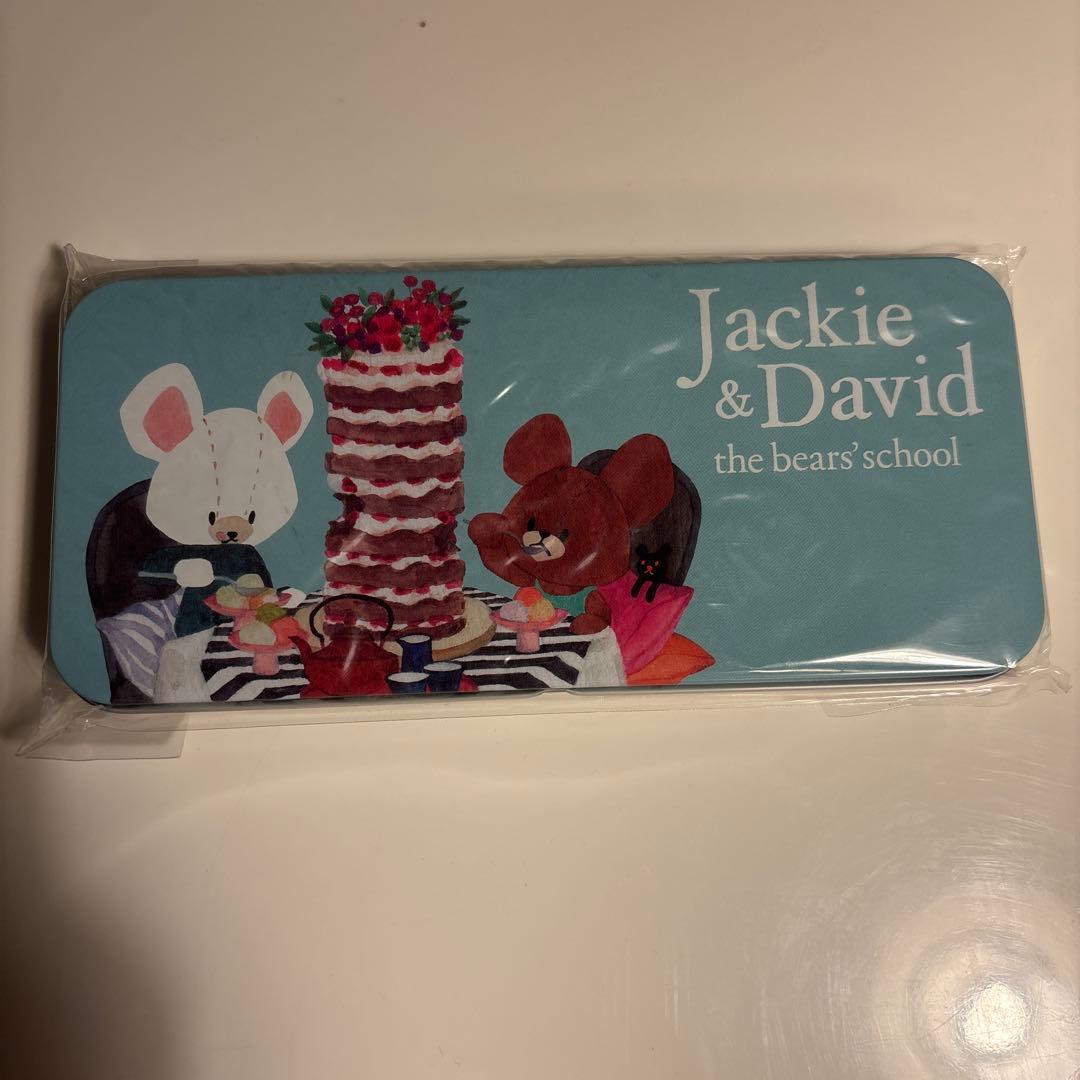 Jackie
& David
the bears' school